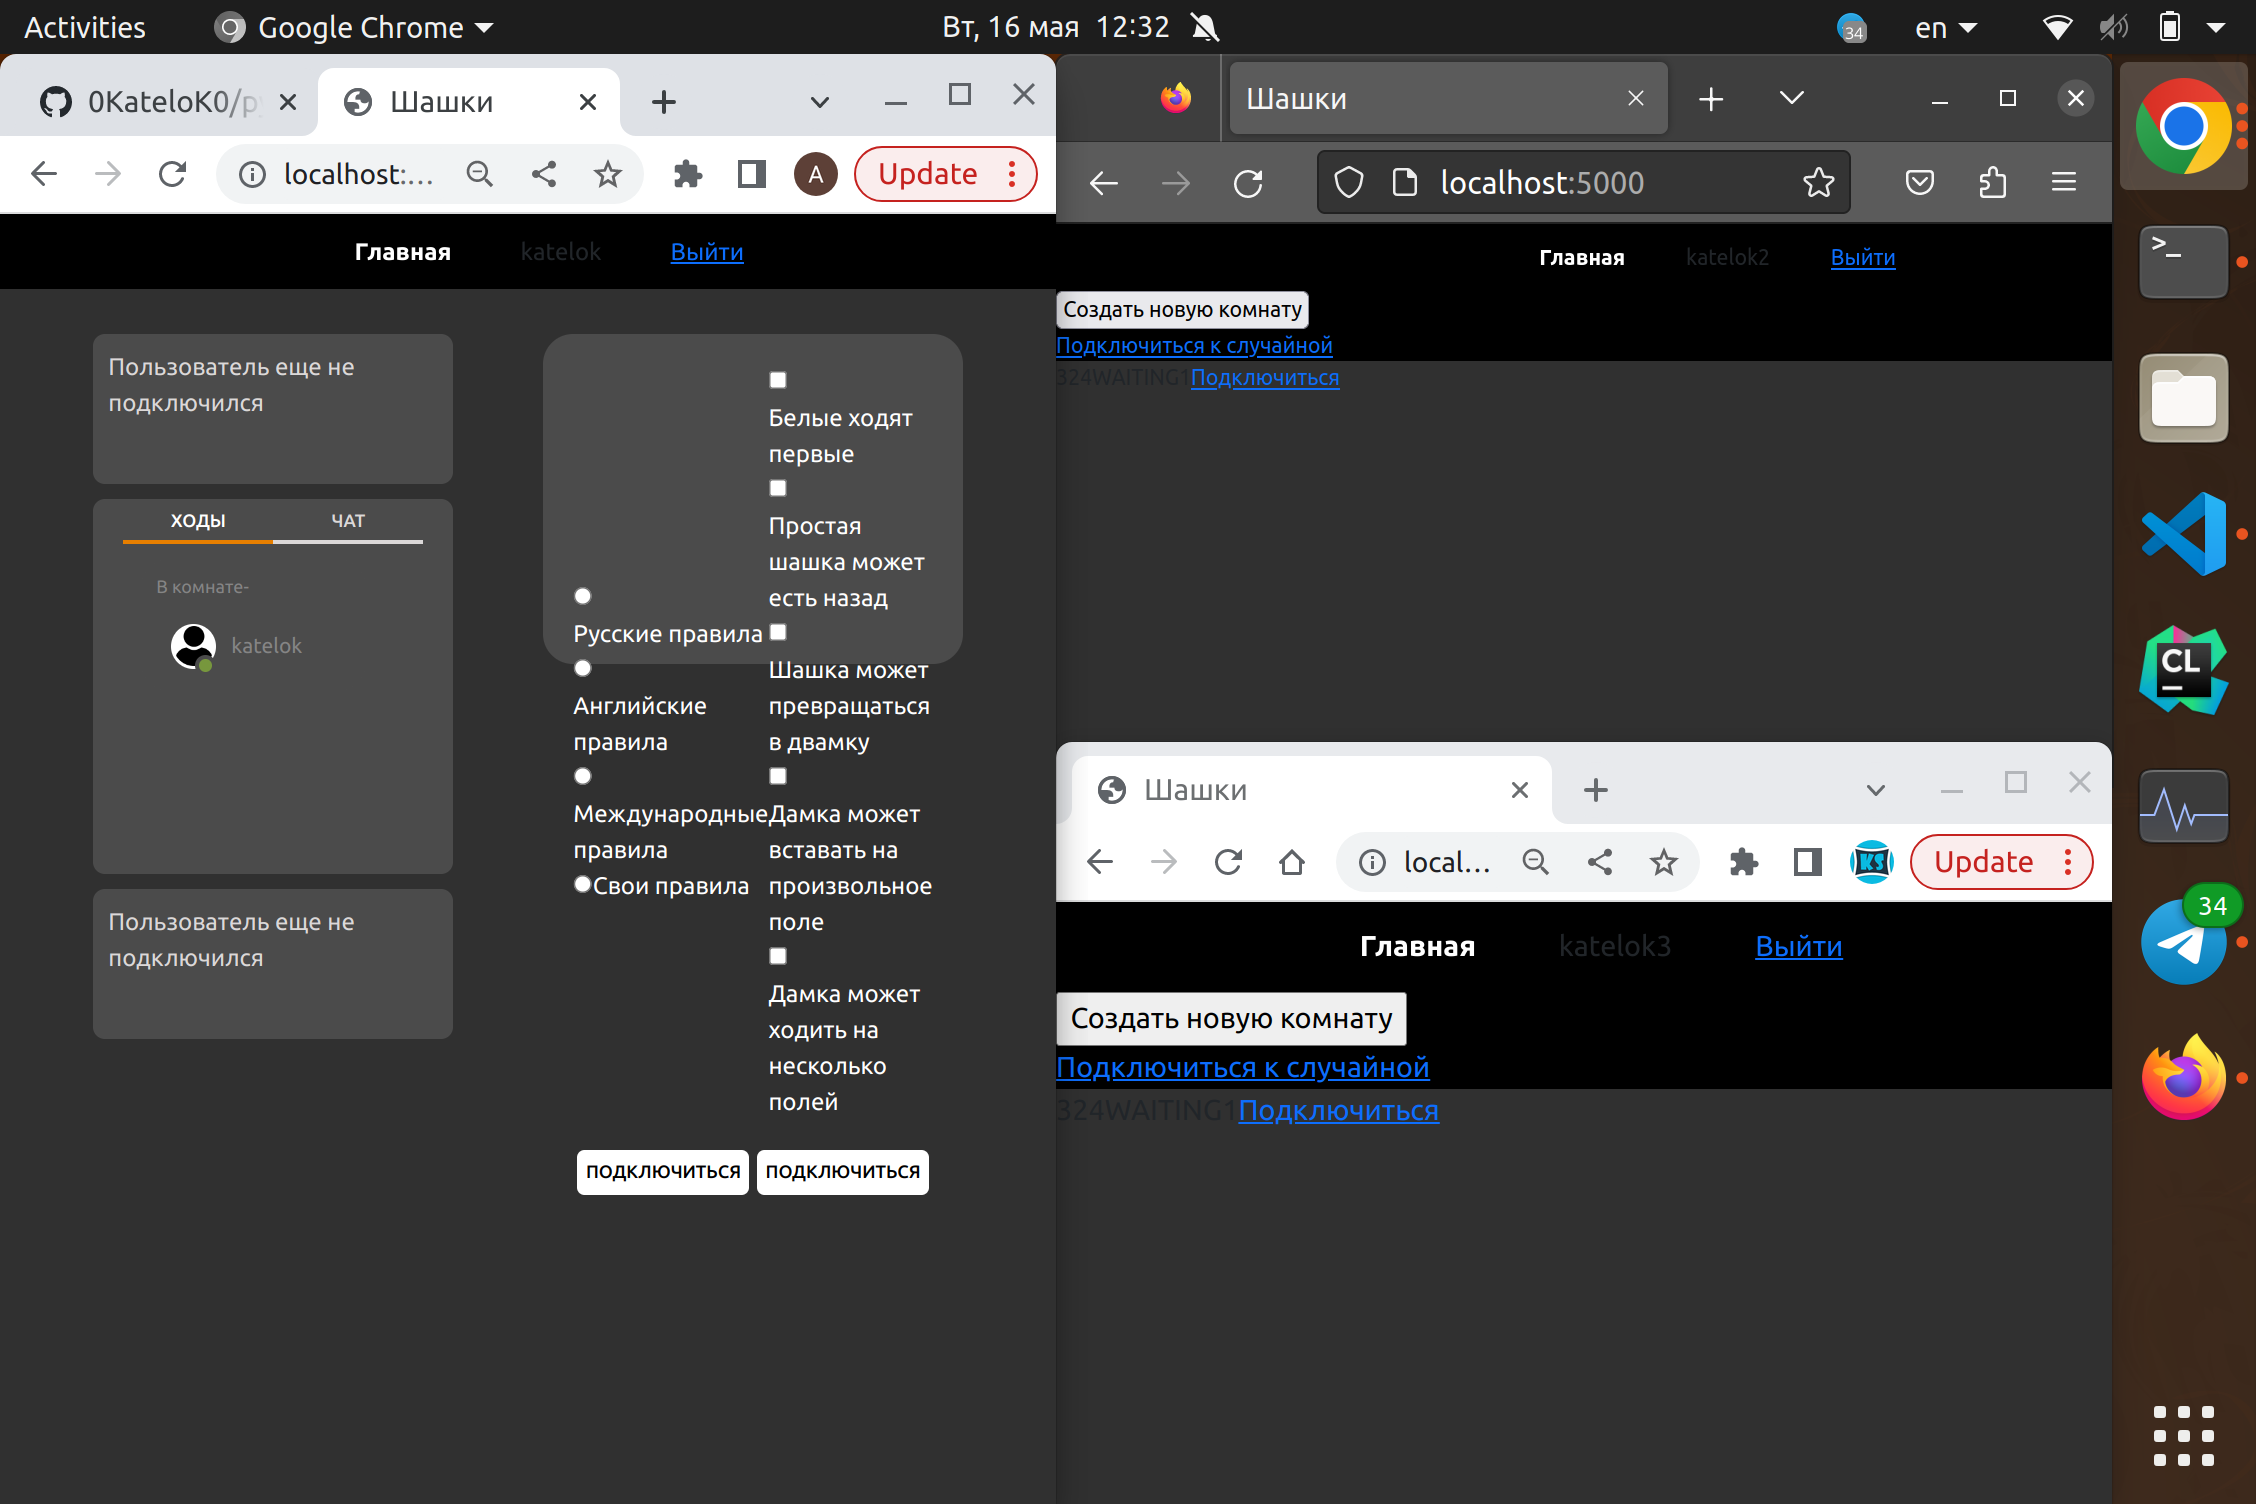 Activities
Google Chrome
Вт, 16 мая 12:32
34
en
Шашки
localhost:...
A
Update
Главная
katelok
Выйти
Пользователь еще не
подключился
ХОДЫ
ЧАТ
В комнате-
katelok
Пользователь еще не
подключился
Русские правила
Английские
правила
Международные
правила
Свои правила
Белые ходят
первые
Простая
шашка может
есть назад
Шашка может
превращаться
в двамку
Дамка может
вставать на
произвольное
поле
Дамка может
ходить на
несколько
полей
подключиться
подключиться
Шашки
localhost:5000
Главная
katelok2
Выйти
Создать новую комнату
Подключиться к случайной
324WAITING1Подключиться
Шашки
local...
KS
Update
Главная
katelok3
Выйти
Создать новую комнату
Подключиться к случайной
324WAITING1Подключиться
>_
CL
34